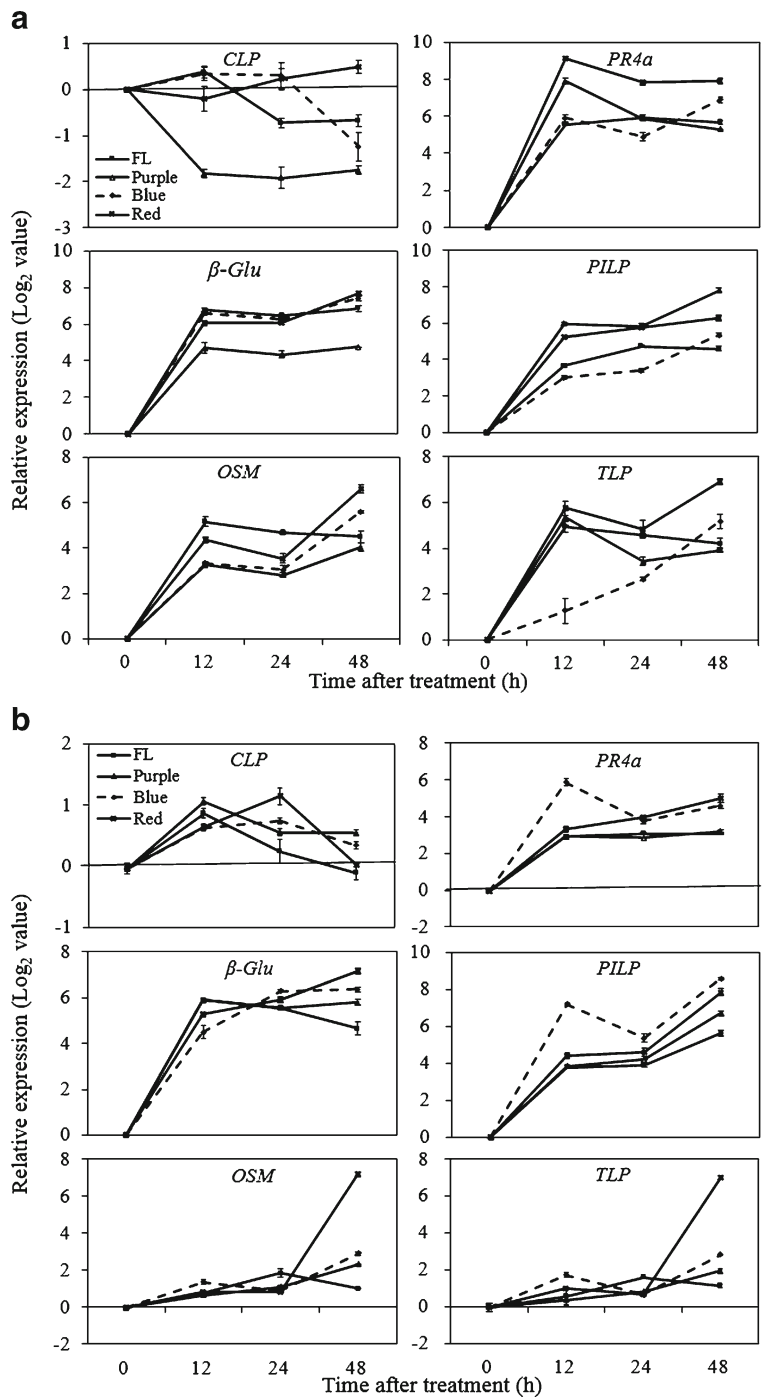 a
CLP
1
0
-1
-2
-3
FL
Purple
Blue
Red
PR4a
10
8
6
4
2
0
β-Glu
10
8
6
4
2
0
PILP
10
8
6
4
2
0
OSM
8
6
4
2
0
0 12 24 48
TLP
8
6
4
2
0
0 12 24 48
Relative expression (Log2 value)
Time after treatment (h)
b
CLP
2
1
0
-1
FL
Purple
Blue
Red
PR4a
8
6
4
2
0
-2
β-Glu
8
6
4
2
0
PILP
10
8
6
4
2
0
OSM
8
6
4
2
0
-2
0 12 24 48
TLP
8
6
4
2
0
-2
0 12 24 48
Relative expression (Log2 value)
Time after treatment (h)